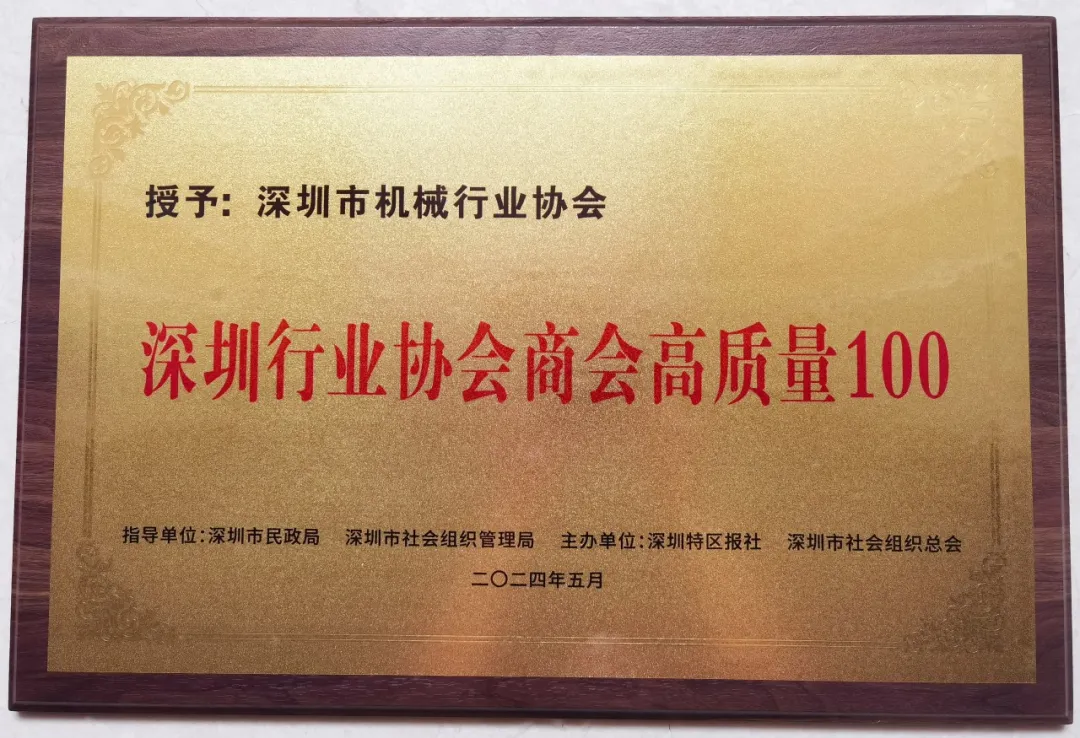 授予：深圳市机械行业协会
深圳行业协会商会高质量100
指导单位：深圳市民政局 深圳市社会组织管理局 主办单位：深圳特区报社 深圳市社会组织总会
二〇二四年五月